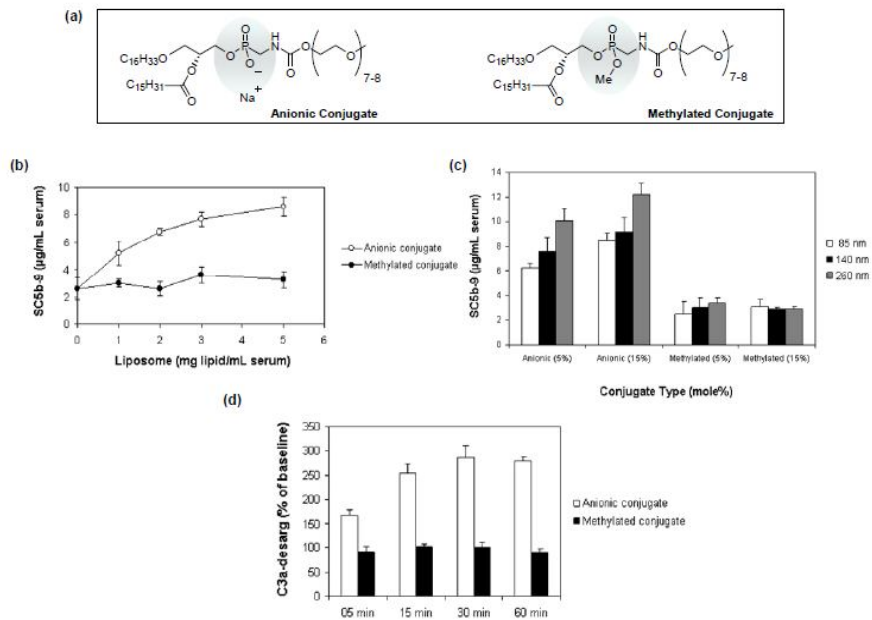 (a)
C16H33O
O
O
P
O
O
−
Na
+
H
N
O
O
O
7-8
O
C15H31
O
Anionic Conjugate
C16H33O
O
O
P
O
O
Me
H
N
O
O
O
7-8
O
C15H31
O
Methylated Conjugate
(b)
SC5b-9 (µg/mL serum)
10
8
6
4
2
0
0 1 2 3 4 5 6
Liposome (mg lipid/mL serum)
Anionic conjugate
Methylated conjugate
(c)
SC5b-9 (µg/mL serum)
14
12
10
8
6
4
2
0
Anionic (5%) Anionic (15%) Methylated (5%) Methylated (15%)
Conjugate Type (mole%)
85 nm
140 nm
260 nm
(d)
C3a-desarg (% of baseline)
350
300
250
200
150
100
50
0
05 min 15 min 30 min 60 min
Anionic conjugate
Methylated conjugate